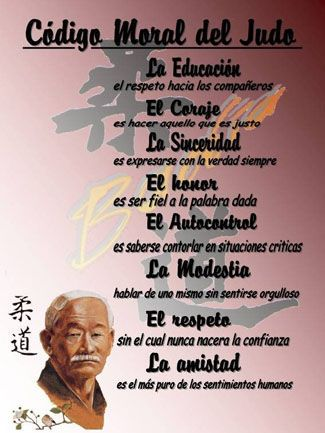 Código Moral del Judo
La Educación
el respeto hacia los compañeros
El Coraje
es hacer aquello que es justo
La Sinceridad
es expresarse con la verdad siempre
El honor
es ser fiel a la palabra dada
El Autocontrol
es saberse contorlar en situaciones criticas
La Modestia
hablar de uno mismo sin sentirse orgulloso
El respeto
sin el cual nunca nacera la confianza
La amistad
es el más puro de los sentimientos humanos
柔道